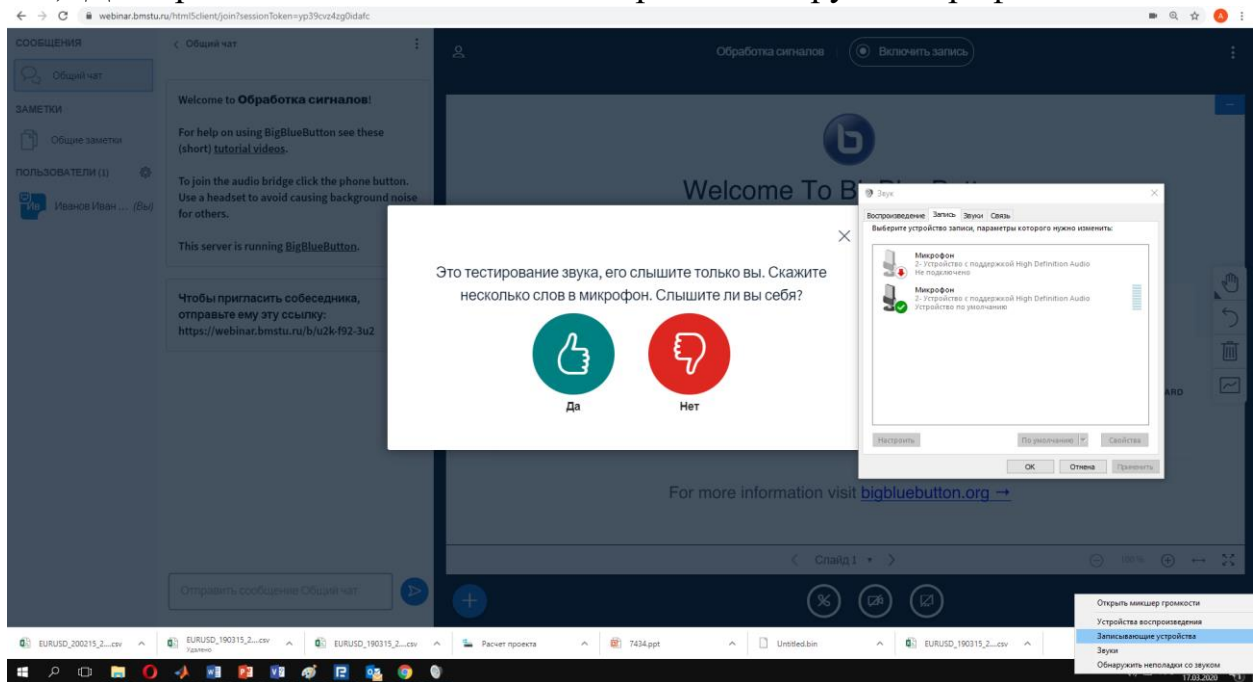 webinar.bmstu.ru/html5client/join?sessionToken=yp39cvz4zg0idafc
СООБЩЕНИЯ
Общий чат
ЗАМЕТКИ
Общие заметки
ПОЛЬЗОВАТЕЛИ (1)
Ив
Иванов Иван ... (Вы)
Общий чат
Welcome to Обработка сигналов!
For help on using BigBlueButton see these
(short) tutorial videos.
To join the audio bridge click the phone button.
Use a headset to avoid causing background noise
for others.
This server is running BigBlueButton.
Чтобы пригласить собеседника,
отправьте ему эту ссылку:
https://webinar.bmstu.ru/b/u2k-f92-3u2
Отправить сообщение Общий чат
Обработка сигналов
Включить запись
b
Welcome To B
Это тестирование звука, его слышите только вы. Скажите
несколько слов в микрофон. Слышите ли вы себя?
Да
Нет
Звук
Воспроизведение Запись Звуки Связь
Выберите устройство записи, параметры которого нужно изменить:
Микрофон
2- Устройство с поддержкой High Definition Audio
Не подключено
Микрофон
2- Устройство с поддержкой High Definition Audio
Устройство по умолчанию
Настроить
По умолчанию
Свойства
ОК
Отмена
Применить
ARD
For more information visit bigbluebutton.org →
Слайд 1
100 %
Открыть микшер громкости
Устройства воспроизведения
Записывающие устройства
Звуки
Обнаружить неполадки со звуком
EURUSD_200215_2....csv
EURUSD_190315_2....csv
Удалено
EURUSD_190315_2....csv
Расчет проекта
7434.ppt
Untitled.bin
EURUSD_190315_2....csv
17.03.2020